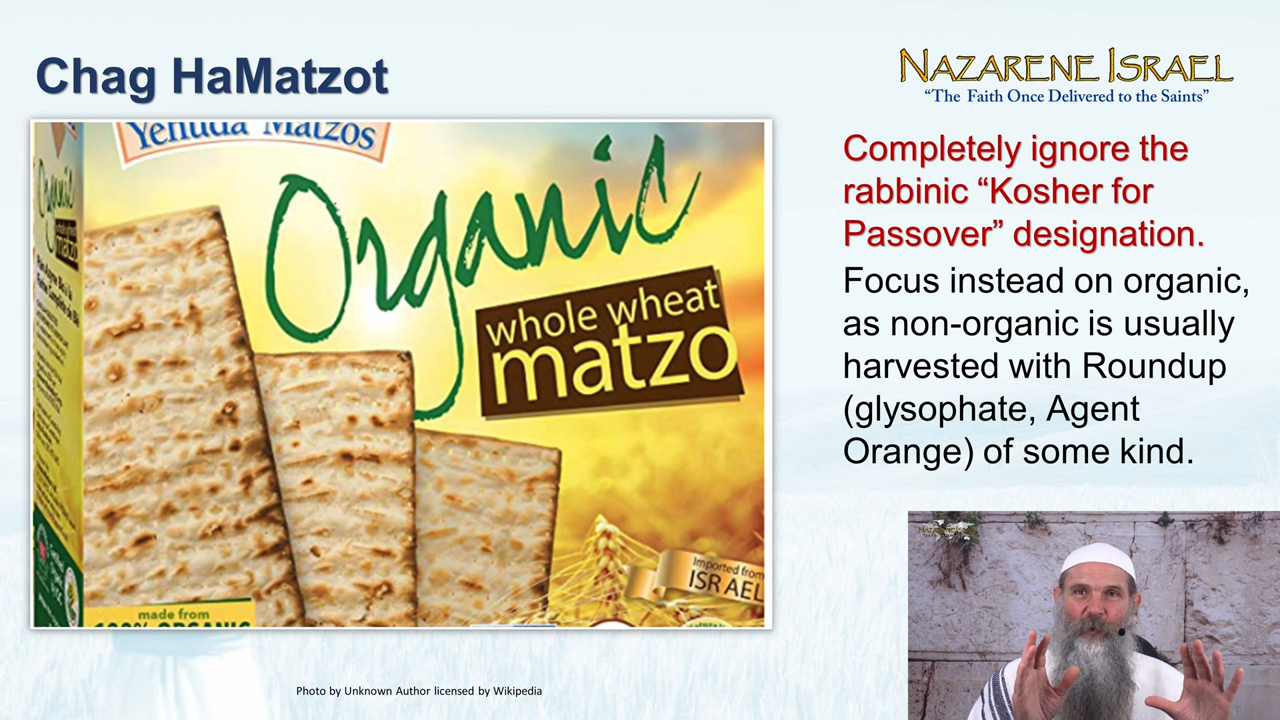 Chag HaMatzot
NAZARENE ISRAEL
“The Faith Once Delivered to the Saints”
Yehuda Matzos
Organic
whole wheat
matzo
Imported from
ISRAEL
made from
100% ORGANIC
Completely ignore the
rabbinic “Kosher for
Passover” designation.
Focus instead on organic,
as non-organic is usually
harvested with Roundup
(glysophate, Agent
Orange) of some kind.
Photo by Unknown Author licensed by Wikipedia